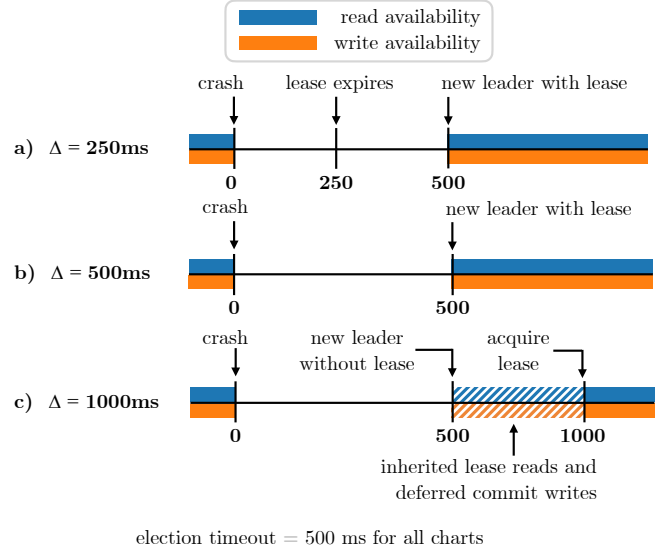 read availability
write availability
crash lease expires new leader with lease
a) Δ = 250ms
0 250 500
crash new leader with lease
b) Δ = 500ms
0 500
crash new leader without lease acquire lease
c) Δ = 1000ms
0 500 1000
inherited lease reads and
deferred commit writes
election timeout = 500 ms for all charts